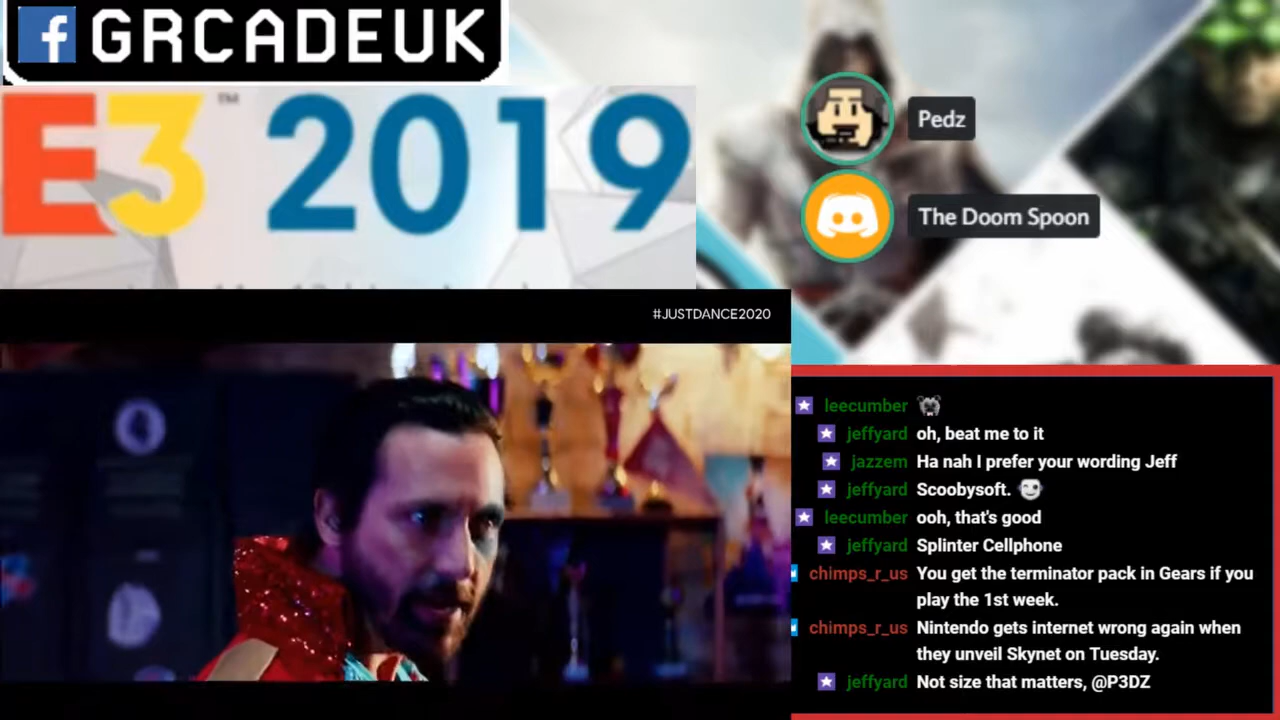 GRCADEUK
E3™ 2019
Pedz
The Doom Spoon
#JUSTDANCE2020
leecumber
jeffyard oh, beat me to it
jazzem Ha nah I prefer your wording Jeff
jeffyard Scoobysoft.
leecumber ooh, that's good
jeffyard Splinter Cellphone
chimps_r_us You get the terminator pack in Gears if you
play the 1st week.
chimps_r_us Nintendo gets internet wrong again when
they unveil Skynet on Tuesday.
jeffyard Not size that matters, @P3DZ